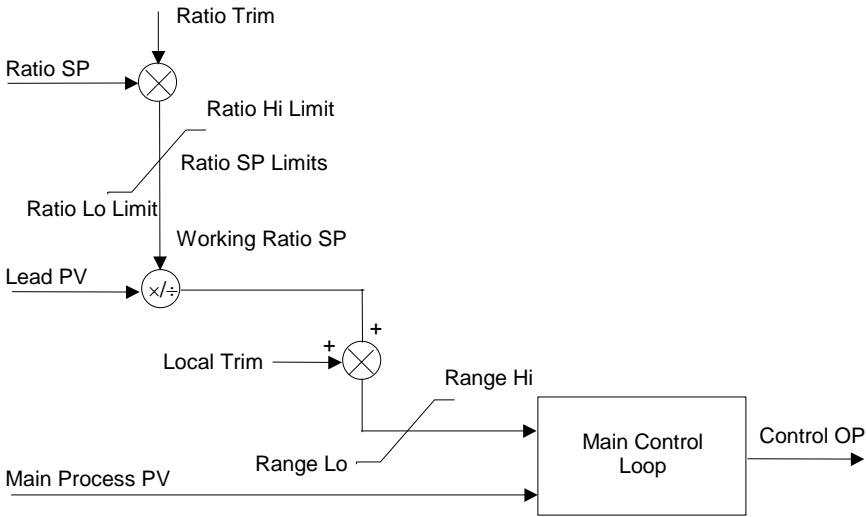 Ratio Trim
Ratio SP
Ratio Hi Limit
Ratio SP Limits
Ratio Lo Limit
Working Ratio SP
Lead PV
×/÷
+
+
Local Trim
Range Hi
Main Control
Loop
Control OP
Range Lo
Main Process PV